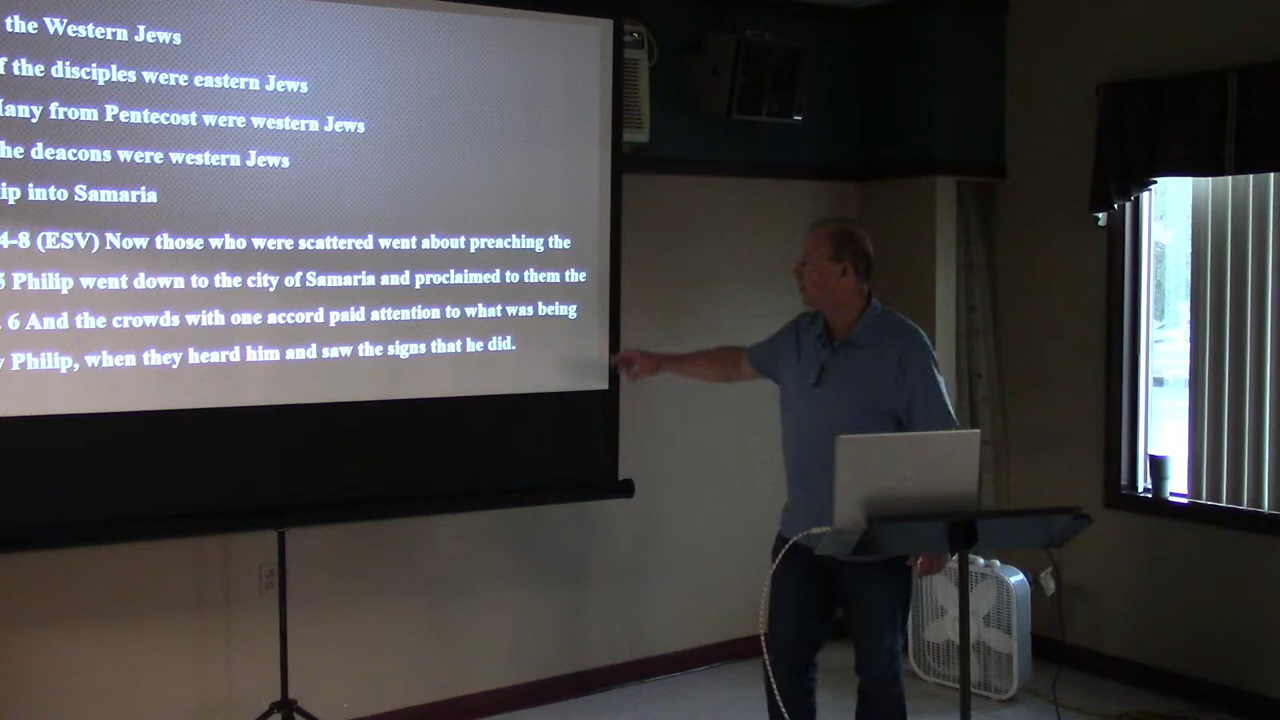 the Western Jews
of the disciples were eastern Jews
Many from Pentecost were western Jews
the deacons were western Jews
into Samaria
4-8 (ESV) Now those who were scattered went about preaching the
5 Philip went down to the city of Samaria and proclaimed to them the
. 6 And the crowds with one accord paid attention to what was being
Philip, when they heard him and saw the signs that he did.